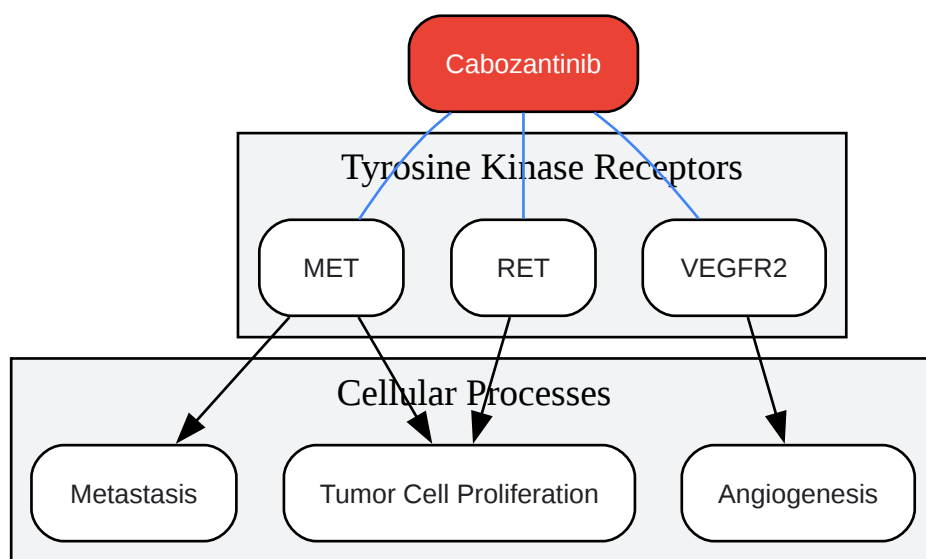 Cabozantinib
Tyrosine Kinase Receptors
MET
RET
VEGFR2
Cellular Processes
Metastasis
Tumor Cell Proliferation
Angiogenesis